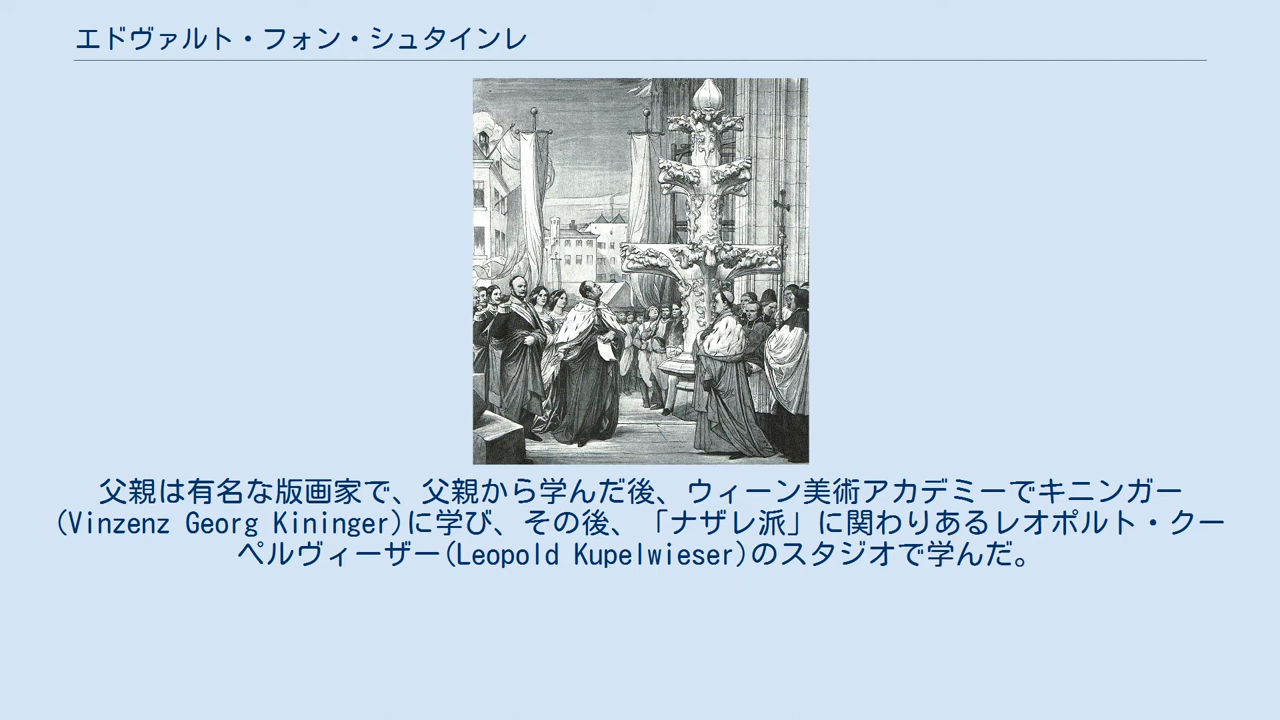 エドヴァルト・フォン・シュタインレ
父親は有名な版画家で、父親から学んだ後、ウィーン美術アカデミーでキニンガー
(Vinzenz Georg Kininger)に学び、その後、「ナザレ派」に関わりあるレオポルト・クー
ペルヴィーザー(Leopold Kupelwieser)のスタジオで学んだ。